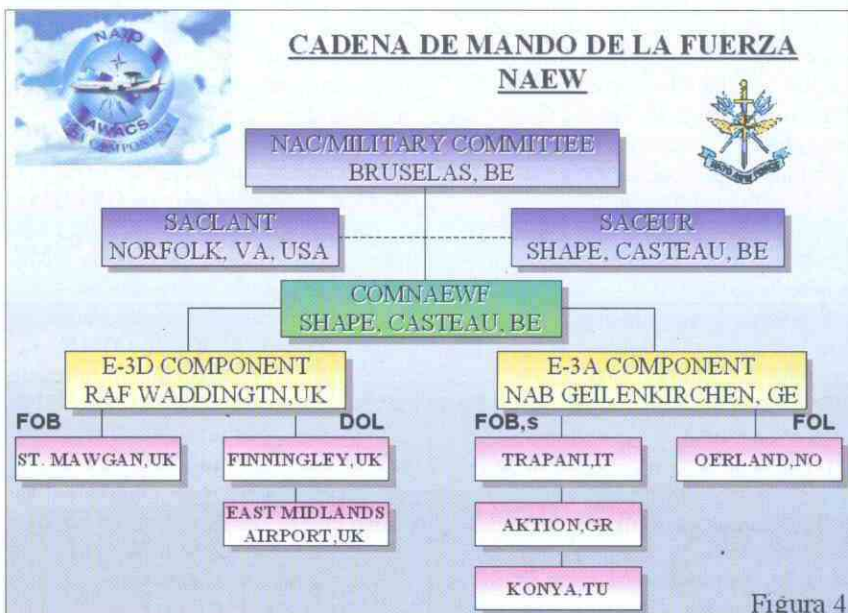 NATO
AWACS
E-3A COMPONENT
CADENA DE MANDO DE LA FUERZA
NAEW
NAC/MILITARY COMMITTEE
BRUSELAS, BE
SACLANT
NORFOLK, VA, USA
SACEUR
SHAPE, CASTEAU, BE
COMNAEWF
SHAPE, CASTEAU, BE
E-3D COMPONENT
RAF WADDINGTN,UK
E-3A COMPONENT
NAB GEILENKIRCHEN, GE
FOB
DOL
FOB,s
FOL
ST. MAWGAN,UK
FINNINGLEY,UK
TRAPANI,IT
OERLAND,NO
EAST MIDLANDS
AIRPORT,UK
AKTION,GR
KONYA,TU
Figura 4